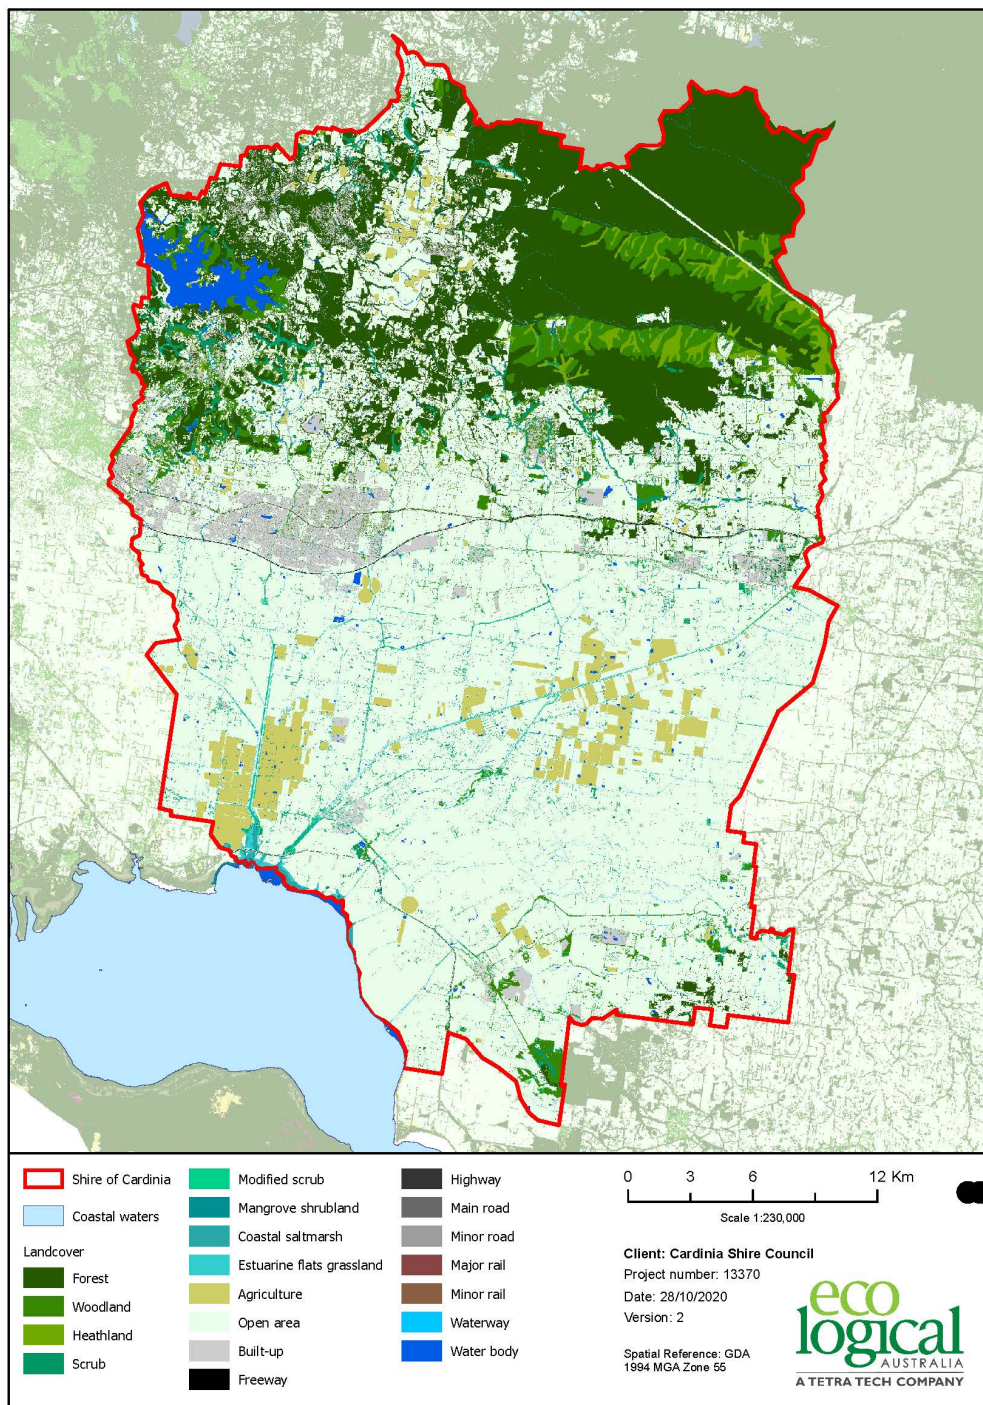 Shire of Cardinia
Coastal waters
Landcover
Forest
Woodland
Heathland
Scrub
Modified scrub
Mangrove shrubland
Coastal saltmarsh
Estuarine flats grassland
Agriculture
Open area
Built-up
Freeway
Highway
Main road
Minor road
Major rail
Minor rail
Waterway
Water body
0 3 6 12 Km
Scale 1:230,000
Client: Cardinia Shire Council
Project number: 13370
Date: 28/10/2020
Version: 2
Spatial Reference: GDA
1994 MGA Zone 55
eco
logical
AUSTRALIA
A TETRA TECH COMPANY